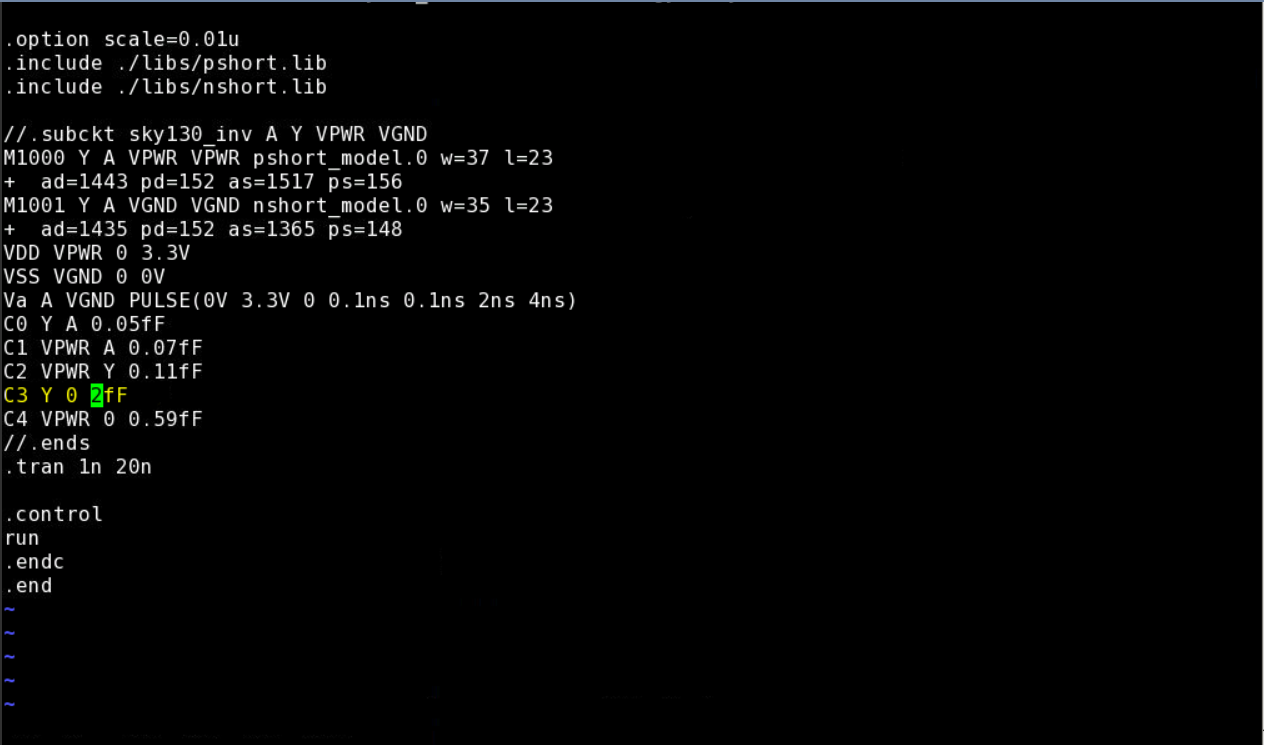 .option scale=0.01u
.include ./libs/pshort.lib
.include ./libs/nshort.lib
//.subckt sky130_inv A Y VPWR VGND
M1000 Y A VPWR VPWR pshort_model.0 w=37 l=23
+  ad=1443 pd=152 as=1517 ps=156
M1001 Y A VGND VGND nshort_model.0 w=35 l=23
+  ad=1435 pd=152 as=1365 ps=148
VDD VPWR 0 3.3V
VSS VGND 0 0V
Va A VGND PULSE(0V 3.3V 0 0.1ns 0.1ns 2ns 4ns)
C0 Y A 0.05fF
C1 VPWR A 0.07fF
C2 VPWR Y 0.11fF
C3 Y 0 2fF
C4 VPWR 0 0.59fF
//.ends
.tran 1n 20n
.control
run
.endc
.end
~
~
~
~
~